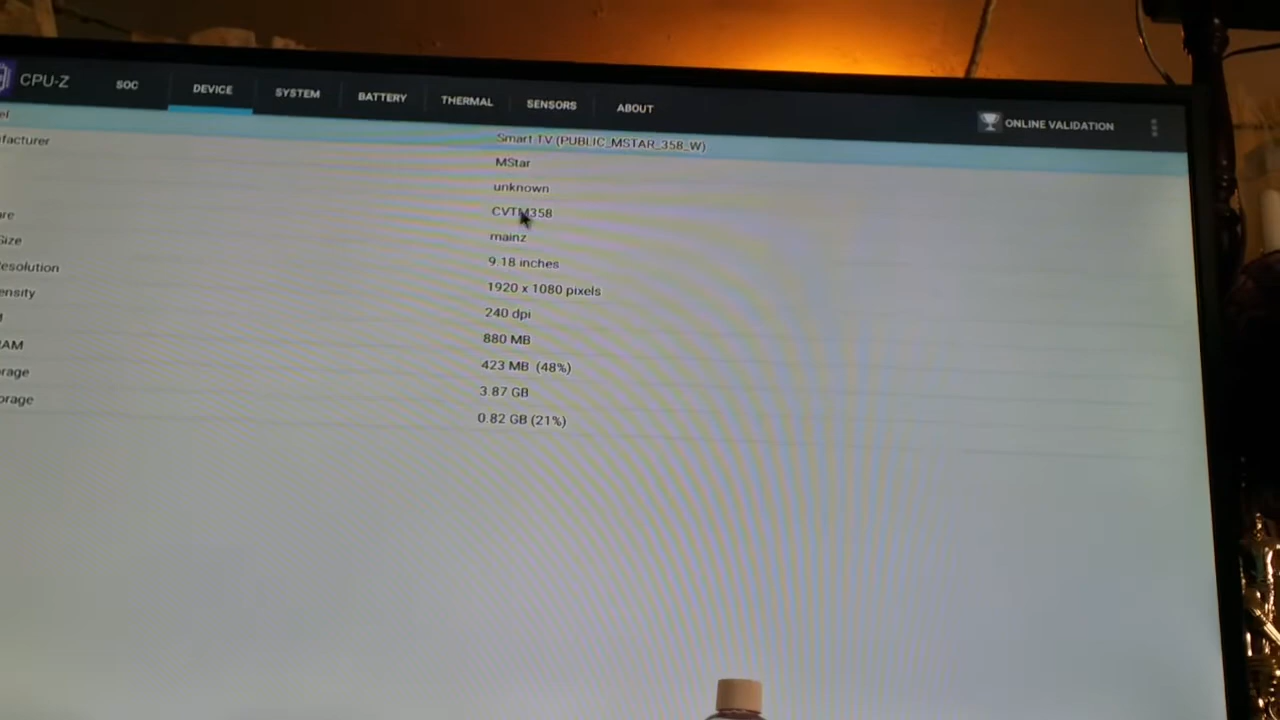 CPU-Z SOC DEVICE SYSTEM BATTERY THERMAL SENSORS ABOUT ONLINE VALIDATION
el Smart TV (PUBLIC_MSTAR_358_W)
facturer MStar
unknown
CVTM358
re mainz
Size 9.18 inches
esolution 1920 x 1080 pixels
ensity 240 dpi
880 MB
AM 423 MB (48%)
rage 3.87 GB
orage 0.82 GB (21%)